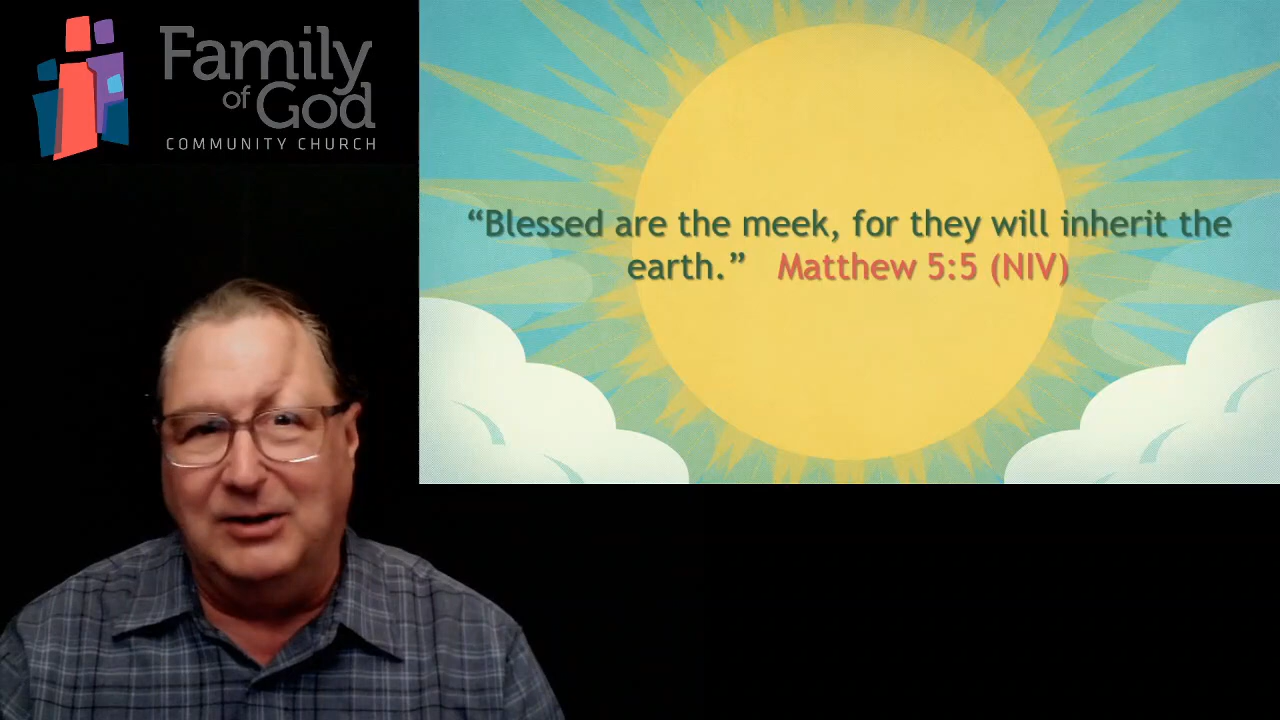 Family
of God
COMMUNITY CHURCH
“Blessed are the meek, for they will inherit the
earth.” Matthew 5:5 (NIV)